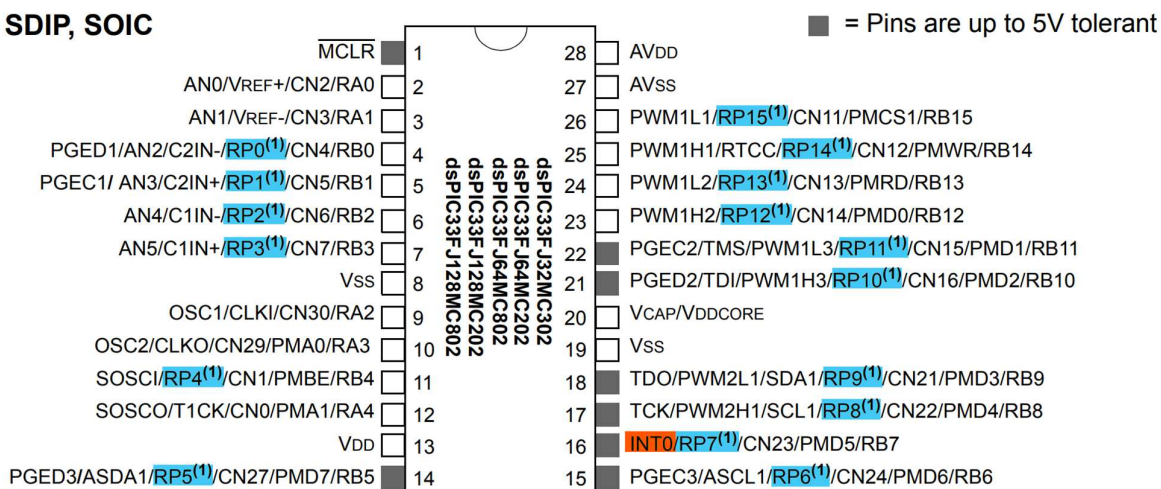 SDIP, SOIC
= Pins are up to 5V tolerant
MCLR 1
AN0/VREF+/CN2/RA0 2
AN1/VREF-/CN3/RA1 3
PGED1/AN2/C2IN-/RP0(1)/CN4/RB0 4
PGEC1/ AN3/C2IN+/RP1(1)/CN5/RB1 5
AN4/C1IN-/RP2(1)/CN6/RB2 6
AN5/C1IN+/RP3(1)/CN7/RB3 7
VSS 8
OSC1/CLKI/CN30/RA2 9
OSC2/CLKO/CN29/PMA0/RA3 10
SOSCI/RP4(1)/CN1/PMBE/RB4 11
SOSCO/T1CK/CN0/PMA1/RA4 12
VDD 13
PGED3/ASDA1/RP5(1)/CN27/PMD7/RB5 14
dsPIC33FJ32MC302
dsPIC33FJ64MC202
dsPIC33FJ64MC802
dsPIC33FJ128MC202
dsPIC33FJ128MC802
28 AVDD
27 AVSS
26 PWM1L1/RP15(1)/CN11/PMCS1/RB15
25 PWM1H1/RTCC/RP14(1)/CN12/PMWR/RB14
24 PWM1L2/RP13(1)/CN13/PMRD/RB13
23 PWM1H2/RP12(1)/CN14/PMD0/RB12
22 PGEC2/TMS/PWM1L3/RP11(1)/CN15/PMD1/RB11
21 PGED2/TDI/PWM1H3/RP10(1)/CN16/PMD2/RB10
20 VCAP/VDDCORE
19 VSS
18 TDO/PWM2L1/SDA1/RP9(1)/CN21/PMD3/RB9
17 TCK/PWM2H1/SCL1/RP8(1)/CN22/PMD4/RB8
16 INT0/RP7(1)/CN23/PMD5/RB7
15 PGEC3/ASCL1/RP6(1)/CN24/PMD6/RB6